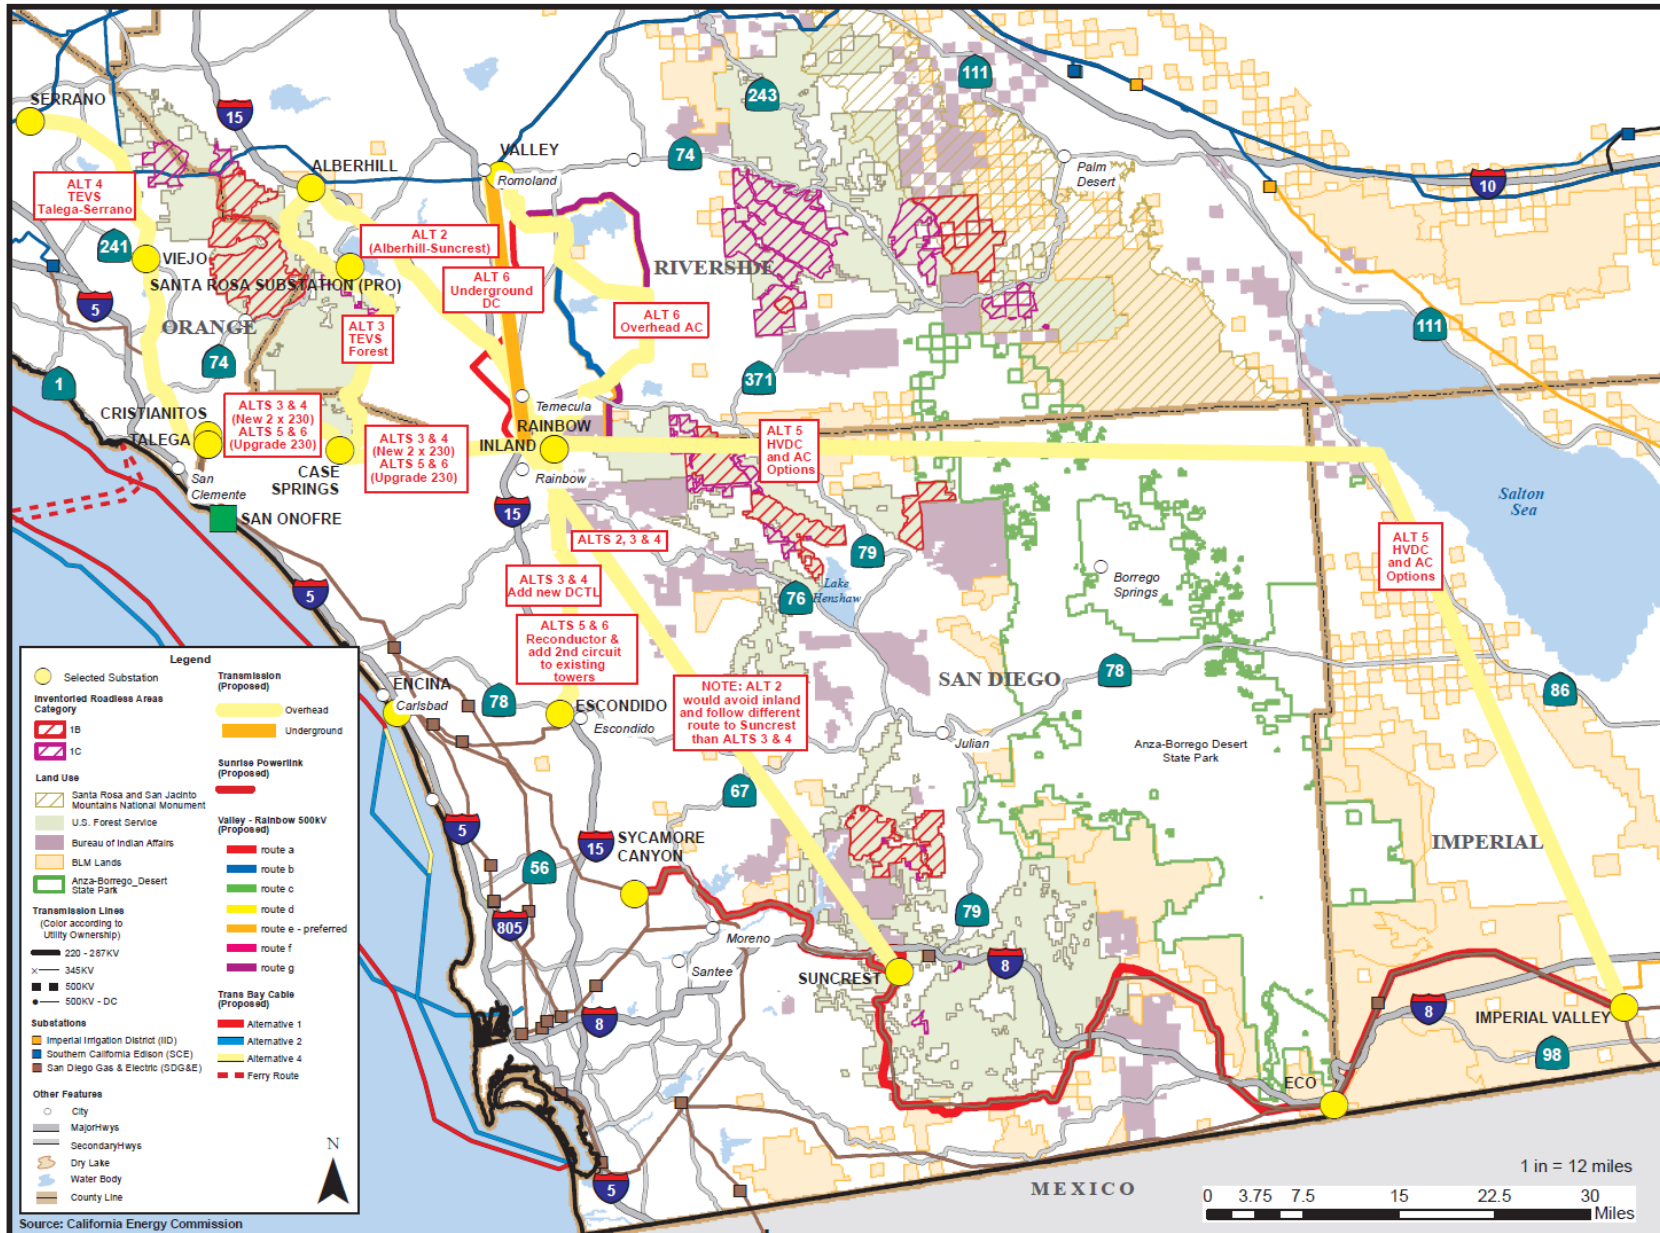 SERRANO
15
243
111
ALBERHILL
VALLEY
Romoland
74
Palm
Desert
10
ALT 4
TEVS
Talega-Serrano
241
VIEJO
ALT 2
(Alberhill-Suncrest)
SANTA ROSA SUBSTATION (PRO)
ALT 6
Underground
DC
RIVERSIDE
5
ORANGE
ALT 3
TEVS
Forest
ALT 6
Overhead AC
111
74
1
371
CRISTIANITOS
TALEGA
ALTS 3 & 4
(New 2 x 230)
ALTS 5 & 6
(Upgrade 230)
CASE
SPRINGS
ALTS 3 & 4
(New 2 x 230)
ALTS 5 & 6
(Upgrade 230)
Temecula
RAINBOW
INLAND
Rainbow
ALT 5
HVDC
and AC
Options
San
Clemente
SAN ONOFRE
15
Salton
Sea
ALTS 2, 3 & 4
79
ALT 5
HVDC
and AC
Options
5
ALTS 3 & 4
Add new DCTL
76
Lake
Henshaw
Borrego
Springs
ALTS 5 & 6
Reconductor &
add 2nd circuit
to existing
towers
SAN DIEGO
78
86
ENCINA
Carlsbad
78
ESCONDIDO
Escondido
NOTE: ALT 2
would avoid inland
and follow different
route to Suncrest
than ALTS 3 & 4
Julian
Anza-Borrego Desert
State Park
67
5
15
SYCAMORE
CANYON
56
IMPERIAL
805
79
Moreno
Santee
SUNCREST
8
8
8
IMPERIAL VALLEY
98
ECO
5
MEXICO
1 in = 12 miles
0 3.75 7.5 15 22.5 30
Miles
Legend
Selected Substation
Inventoried Roadless Areas
Category
1B
1C
Land Use
Santa Rosa and San Jacinto
Mountains National Monument
U.S. Forest Service
Bureau of Indian Affairs
BLM Lands
Anza-Borrego_Desert
State Park
Transmission Lines
(Color according to
Utility Ownership)
220 - 287KV
345KV
500KV
500KV - DC
Substations
Imperial Irrigation District (IID)
Southern California Edison (SCE)
San Diego Gas & Electric (SDG&E)
Other Features
City
MajorHwys
SecondaryHwys
Dry Lake
Water Body
County Line
Transmission
(Proposed)
Overhead
Underground
Sunrise Powerlink
(Proposed)
Valley - Rainbow 500kV
(Proposed)
route a
route b
route c
route d
route e - preferred
route f
route g
Trans Bay Cable
(Proposed)
Alternative 1
Alternative 2
Alternative 4
Ferry Route
N
Source: California Energy Commission